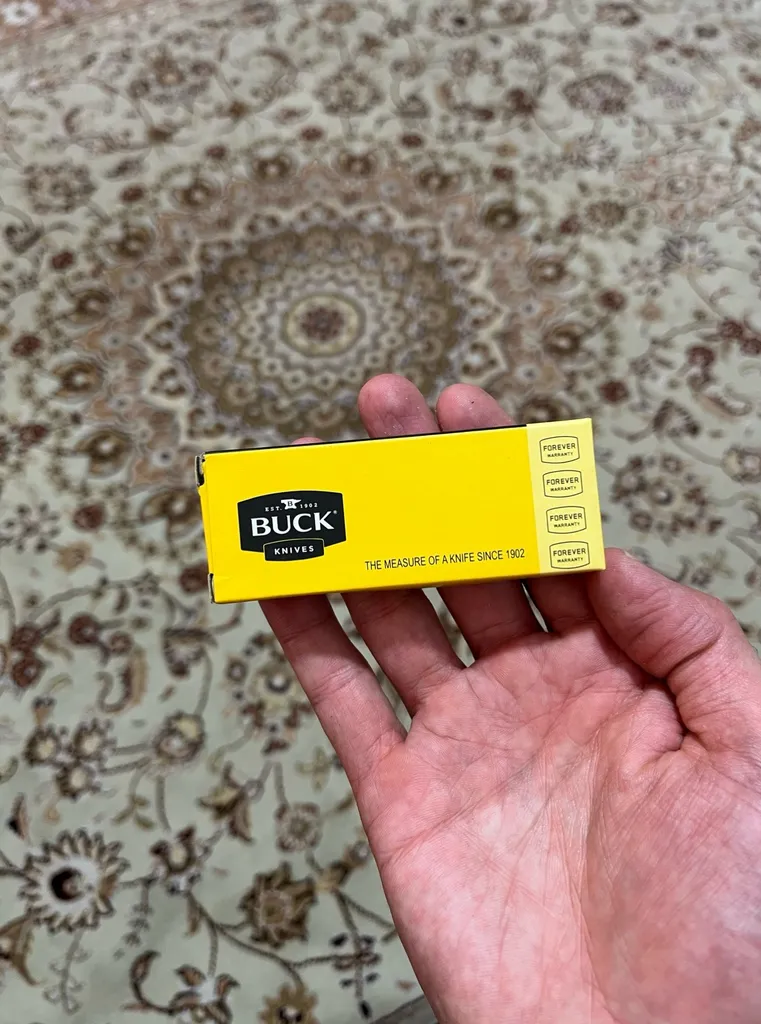 EST. B 1902
BUCK®
KNIVES
THE MEASURE OF A KNIFE SINCE 1902
FOREVER
WARRANTY
FOREVER
WARRANTY
FOREVER
WARRANTY
FOREVER
WARRANTY